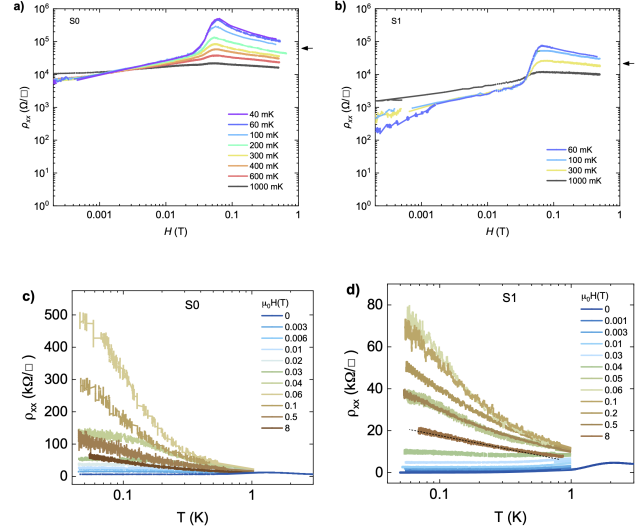 a) S0
ρxx (Ω/□)
10⁶
10⁵
10⁴
10³
10²
10¹
10⁰
40 mK
60 mK
100 mK
200 mK
300 mK
400 mK
600 mK
1000 mK
0.001 0.01 0.1 1
H (T)
b) S1
ρxx (Ω/□)
10⁶
10⁵
10⁴
10³
10²
10¹
10⁰
60 mK
100 mK
300 mK
1000 mK
0.001 0.01 0.1 1
H (T)
c) S0
ρxx (kΩ/□)
500
400
300
200
100
0
μ₀H(T)
0
0.003
0.006
0.01
0.02
0.03
0.04
0.06
0.1
0.5
8
0.1 1
T (K)
d) S1
ρxx (kΩ/□)
80
60
40
20
0
μ₀H(T)
0
0.001
0.003
0.01
0.03
0.04
0.05
0.06
0.1
0.2
0.5
8
0.1 1
T (K)